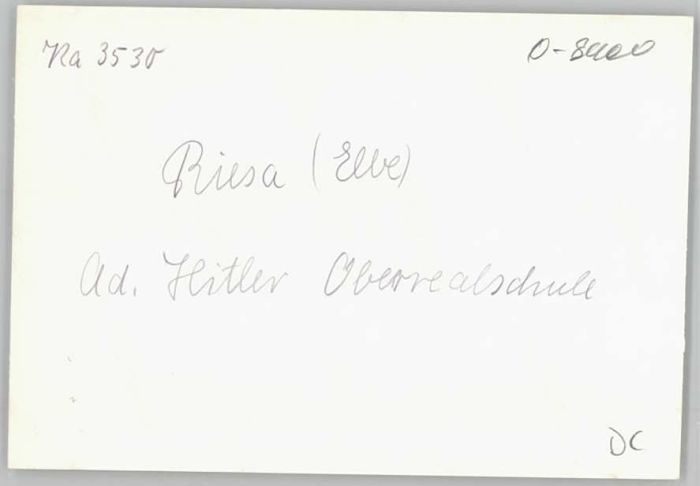 Ra 3530 O-8400
Riesa (Elbe)
Ad. Hitler Oberrealschule
DC